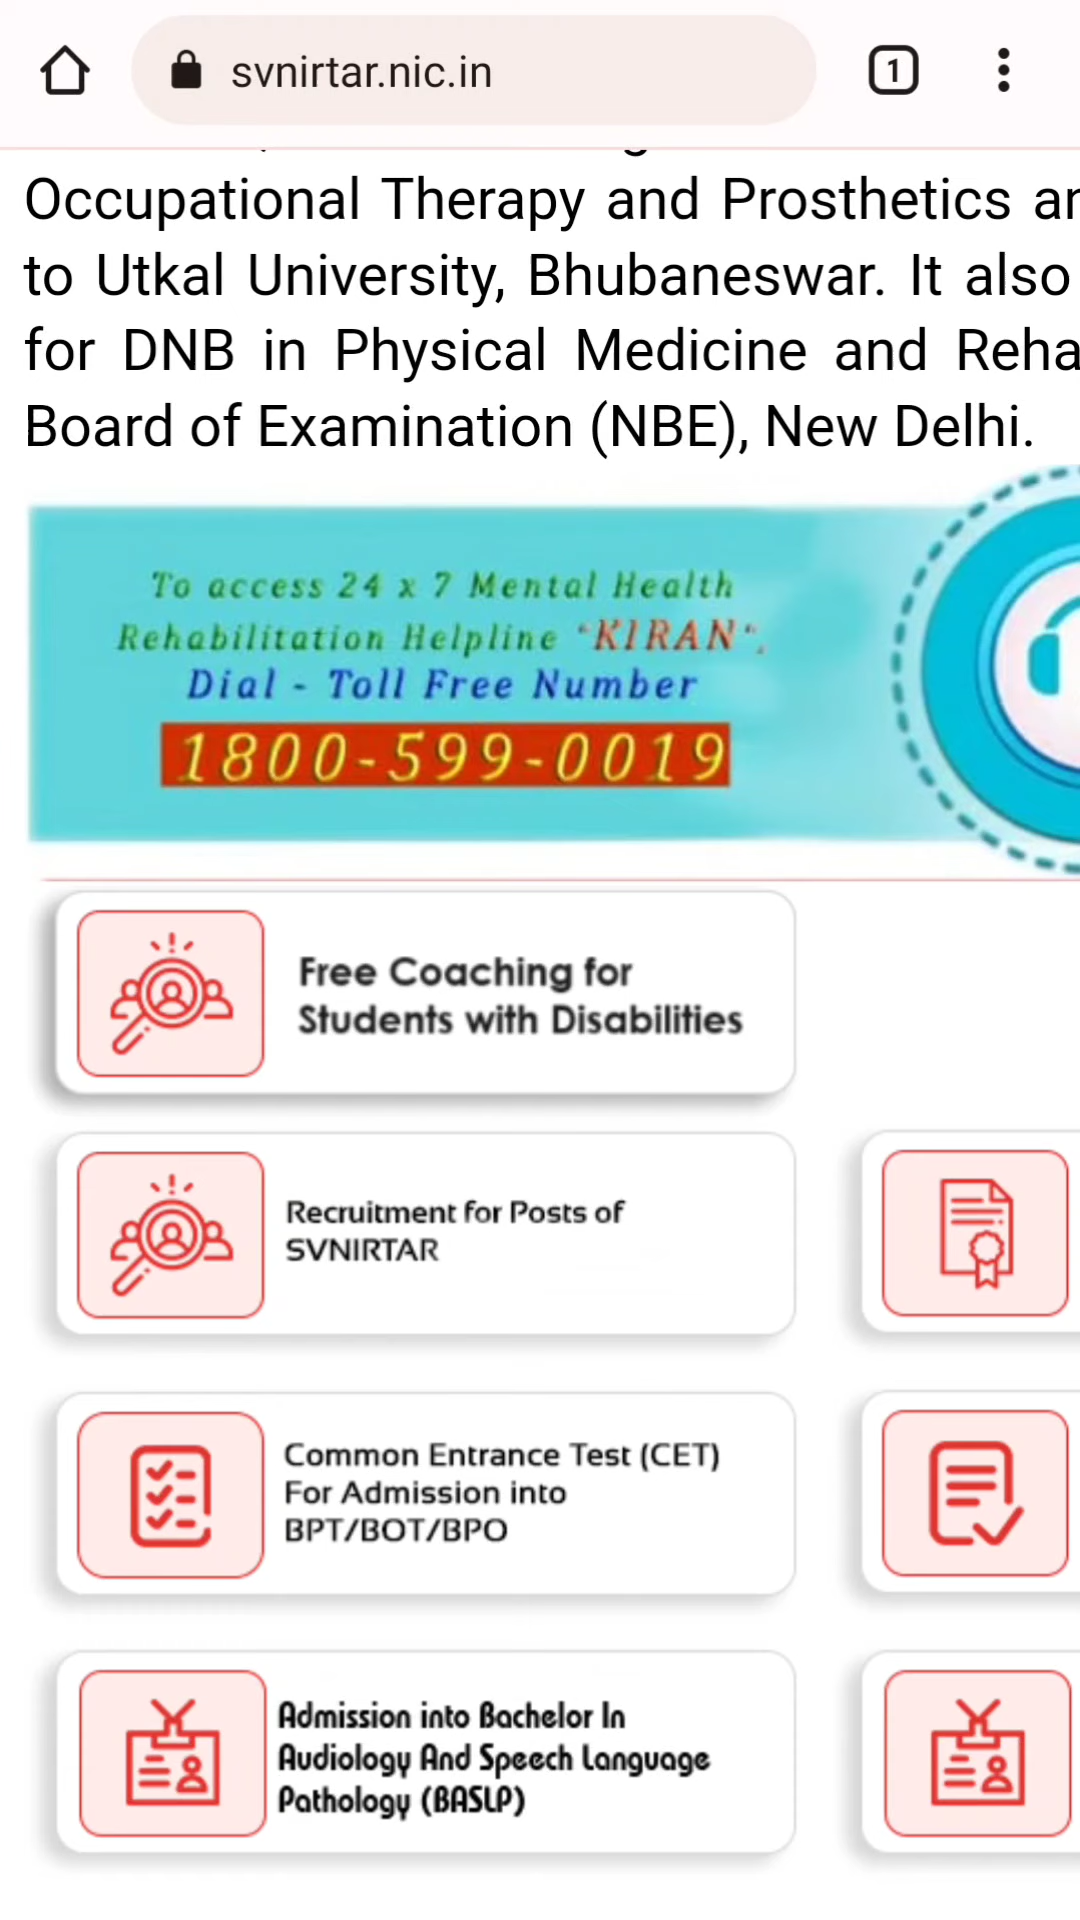 svnirtar.nic.in
1
Occupational Therapy and Prosthetics
to Utkal University, Bhubaneswar. It also
for DNB in Physical Medicine and
Board of Examination (NBE), New Delhi.
To access 24 x 7 Mental Health
Rehabilitation Helpline "KIRAN".
Dial - Toll Free Number
1800-599-0019
Free Coaching for
Students with Disabilities
Recruitment for Posts of
SVNIRTAR
Common Entrance Test (CET)
For Admission into
BPT/BOT/BPO
Admission into Bachelor In
Audiology And Speech Language
Pathology (BASLP)